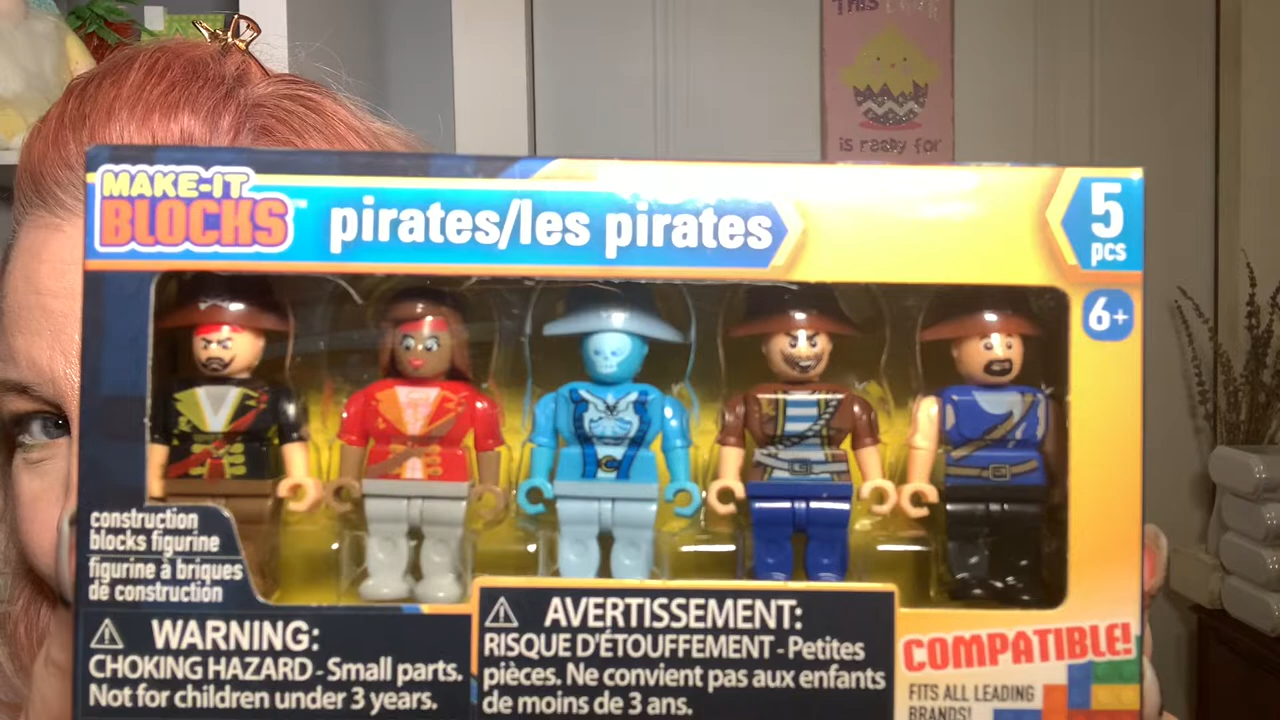 THIS
is ready for
MAKE-IT
BLOCKS™
pirates/les pirates
5
pcs
6+
construction
blocks figurine
figurine à briques
de construction
WARNING:
CHOKING HAZARD - Small parts.
Not for children under 3 years.
AVERTISSEMENT:
RISQUE D'ÉTOUFFEMENT - Petites
pièces. Ne convient pas aux enfants
de moins de 3 ans.
COMPATIBLE!
FITS ALL LEADING
BRANDS!